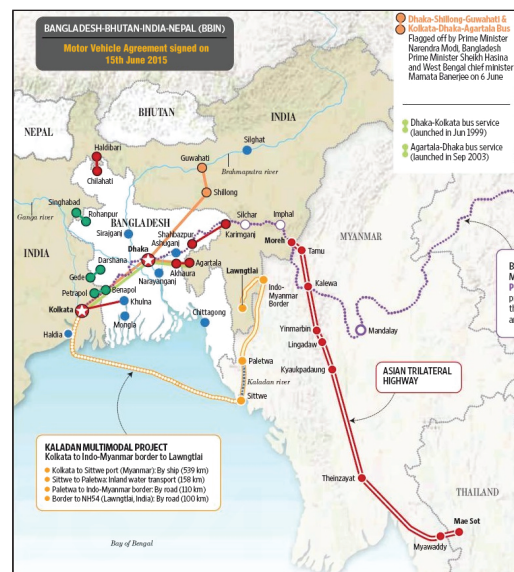 BANGLADESH-BHUTAN-INDIA-NEPAL (BBIN)
Motor Vehicle Agreement signed on
15th June 2015
Dhaka-Shillong-Guwahati &
Kolkata-Dhaka-Agartala Bus
Flagged off by Prime Minister
Narendra Modi, Bangladesh
Prime Minister Sheikh Hasina
and West Bengal chief minister
Mamata Banerjee on 6 June
Dhaka-Kolkata bus service
(launched in Jun 1999)
Agartala-Dhaka bus service
(launched in Sep 2003)
BHUTAN
INDIA
NEPAL
Haldibari
Silghat
Guwahati
Brahmaputra river
Chilahati
Shillong
Singhabad
Rohanpur
Ganga river
BANGLADESH
Silchar
Imphal
Sirajganj
Shahbazpur
Ashuganj
Karimganj
MYANMAR
INDIA
Dhaka
Moreh
Tamu
Darshana
Akhaura
Agartala
Lawngtlai
Gede
Narayanganj
Benapol
Petrapol
Khulna
Indo-
Myanmar
Border
Kalewa
Kolkata
Chittagong
Mongla
Haldia
Yinmarbin
Mandalay
Lingadaw
Paletwa
Kyaukpadaung
ASIAN TRILATERAL
HIGHWAY
Kaladan river
Sittwe
KALADAN MULTIMODAL PROJECT
Kolkata to Indo-Myanmar border to Lawngtlai
Kolkata to Sittwe port (Myanmar): By ship (539 km)
Sittwe to Paletwa: Inland water transport (158 km)
Paletwa to Indo-Myanmar border: By road (110 km)
Border to NH54 (Lawngtlai, India): By road (100 km)
Theinzayat
THAILAND
Mae Sot
Myawaddy
Bay of Bengal